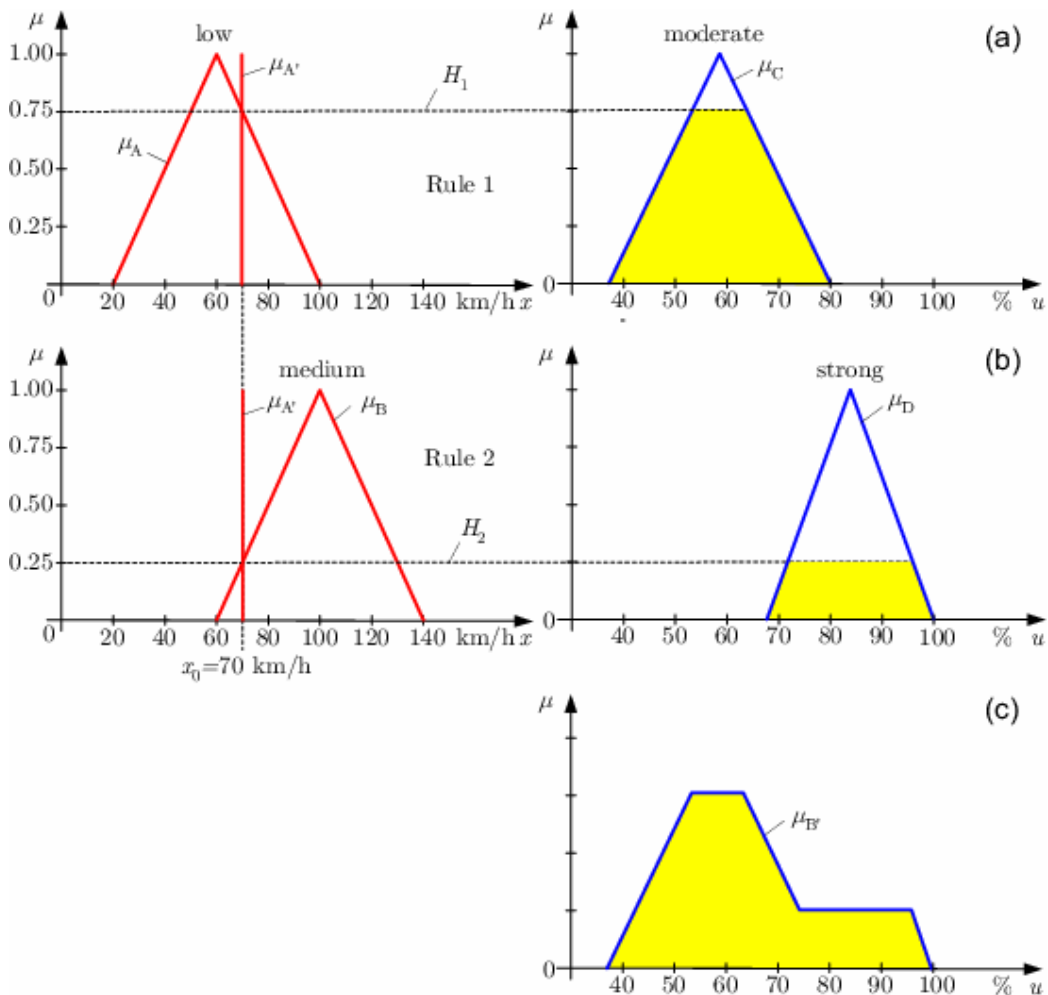 μ low μ moderate (a)
1.00 μA' H1 μC
0.75
μA
0.50 Rule 1
0.25
0 20 40 60 80 100 120 140 km/h x 0 40 50 60 70 80 90 100 % u
μ medium μ strong (b)
1.00 μA' μB μD
0.75 Rule 2
0.50 H2
0.25
0 20 40 60 80 100 120 140 km/h x 0 40 50 60 70 80 90 100 % u
x0=70 km/h
μ (c)
μB'
0 40 50 60 70 80 90 100 % u